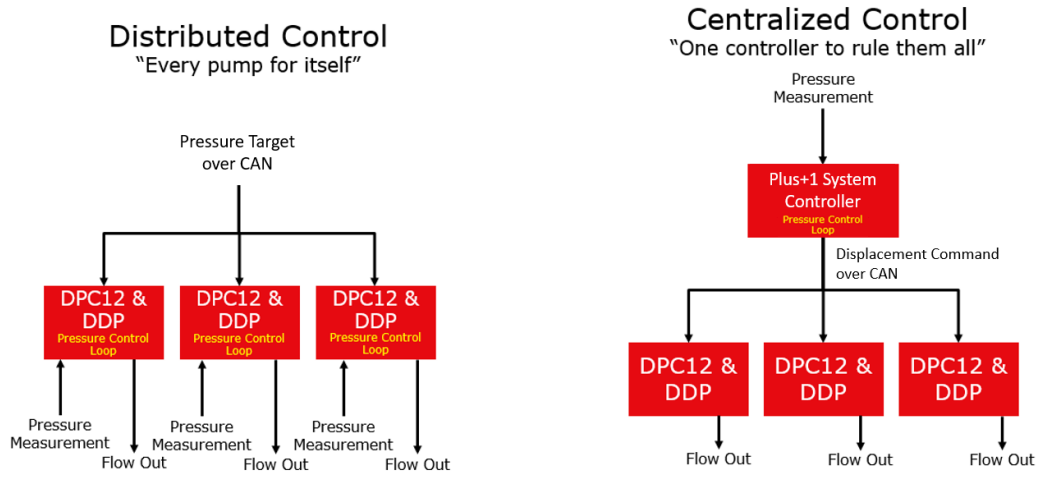 Distributed Control
“Every pump for itself”
Pressure Target
over CAN
DPC12 &
DDP
Pressure Control
Loop
DPC12 &
DDP
Pressure Control
Loop
DPC12 &
DDP
Pressure Control
Loop
Pressure
Measurement
Flow Out
Pressure
Measurement
Flow Out
Pressure
Measurement
Flow Out
Centralized Control
“One controller to rule them all”
Pressure
Measurement
Plus+1 System
Controller
Pressure Control
Loop
Displacement Command
over CAN
DPC12 &
DDP
DPC12 &
DDP
DPC12 &
DDP
Flow Out
Flow Out
Flow Out